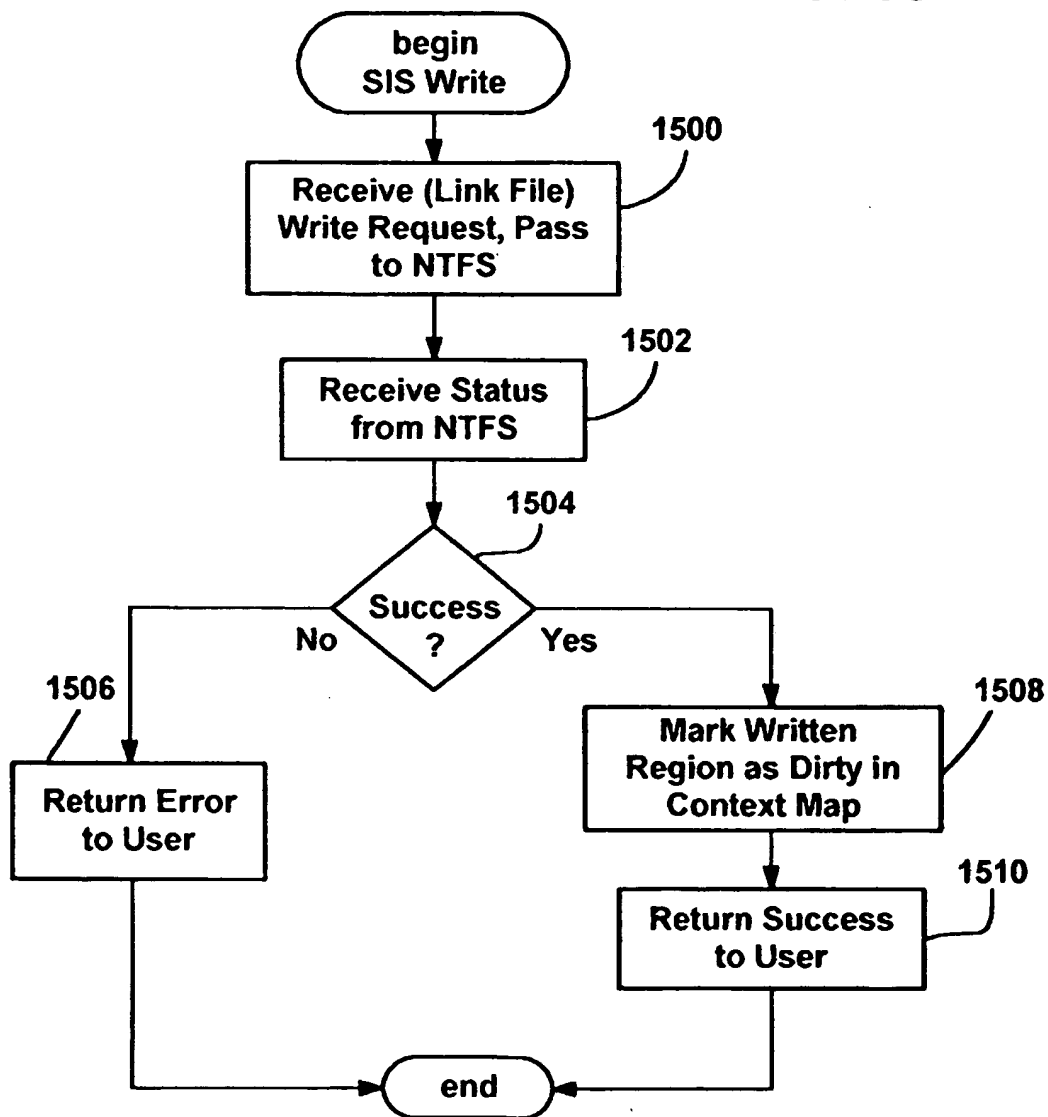 begin
SIS Write
1500
Receive (Link File)
Write Request, Pass
to NTFS
1502
Receive Status
from NTFS
1504
Success
?
No
Yes
1506
Return Error
to User
1508
Mark Written
Region as Dirty in
Context Map
1510
Return Success
to User
end